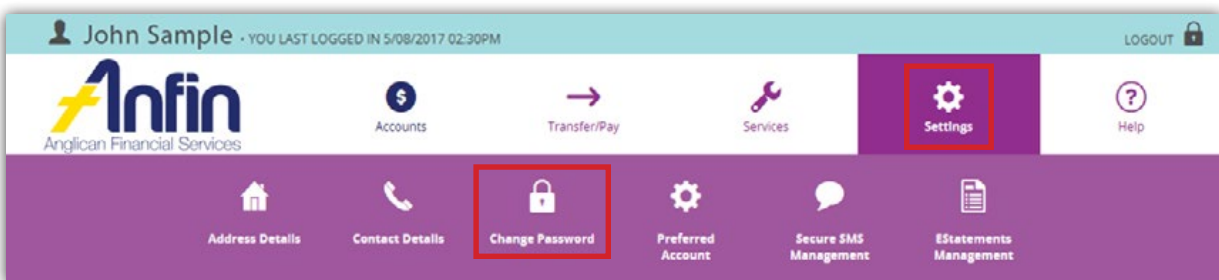 John Sample · YOU LAST LOGGED IN 5/08/2017 02:30PM LOGOUT
Anfin
Anglican Financial Services
Accounts Transfer/Pay Services Settings Help
Address Details Contact Details Change Password Preferred Account Secure SMS Management EStatements Management